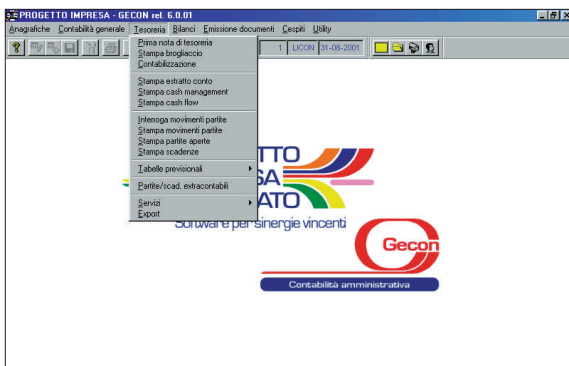 PROGETTO IMPRESA - GECON rel. 6.0.01
Anagrafiche Contabilità generale Tesoreria Bilanci Emissione documenti Cespiti Utility
1 LICON 31-08-2001
Prima nota di tesoreria
Stampa brogliaccio
Contabilizzazione
Stampa estratto conto
Stampa cash management
Stampa cash flow
Interroga movimenti partite
Stampa movimenti partite
Stampa partite aperte
Stampa scadenze
Tabelle previsionali
Partite/scad. extracontabili
Servizi
Export
TTO
SA
ATO
Software per sinergie vincenti
Gecon
Contabilità amministrativa